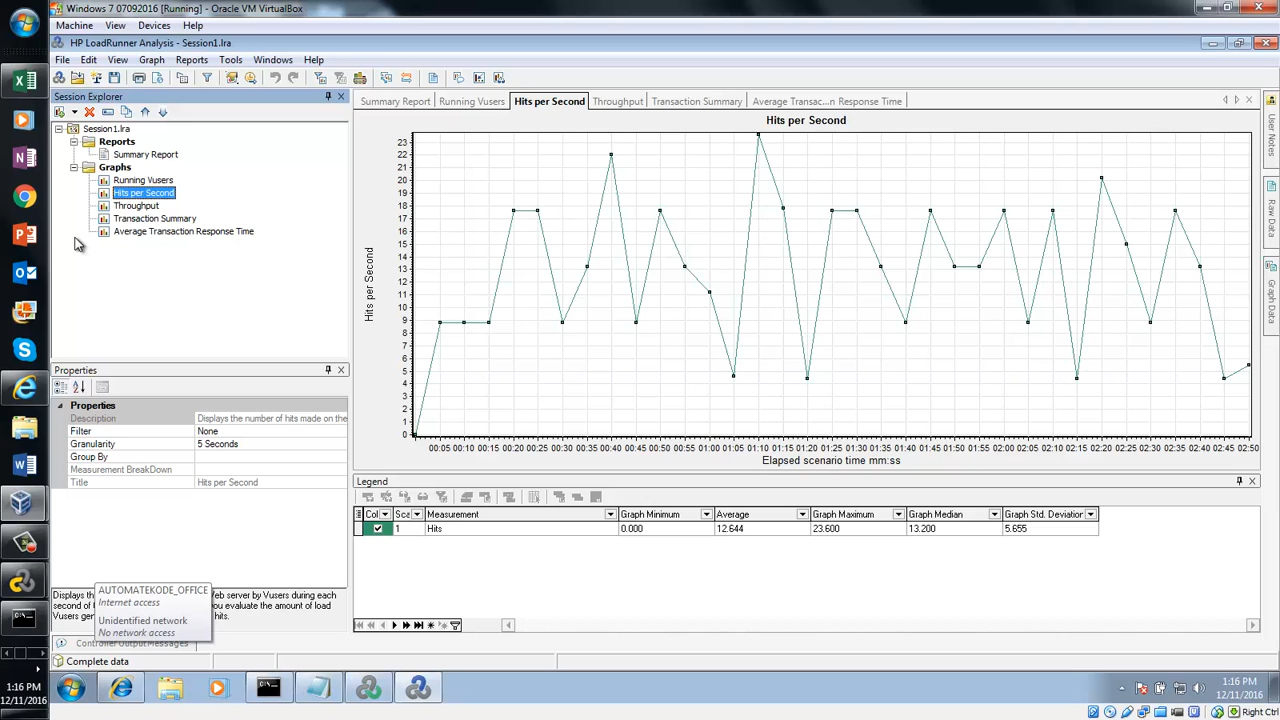 Windows 7 07092016 [Running] - Oracle VM VirtualBox
Machine View Devices Help
HP LoadRunner Analysis - Session1.lra
File Edit View Graph Reports Tools Windows Help
Session Explorer
Session1.lra
Reports
Summary Report
Graphs
Running Vusers
Hits per Second
Throughput
Transaction Summary
Average Transaction Response Time
Summary Report Running Vusers Hits per Second Throughput Transaction Summary Average Transac...n Response Time
Hits per Second
23
22
21
20
19
18
17
16
15
14
13
12
11
10
9
8
7
6
5
4
3
2
1
0
Hits per Second
00:05 00:10 00:15 00:20 00:25 00:30 00:35 00:40 00:45 00:50 00:55 01:00 01:05 01:10 01:15 01:20 01:25 01:30 01:35 01:40 01:45 01:50 01:55 02:00 02:05 02:10 02:15 02:20 02:25 02:30 02:35 02:40 02:45 02:50
Elapsed scenario time mm:ss
User Notes
Raw Data
Graph Data
Properties
Properties
Description Displays the number of hits made on the
Filter None
Granularity 5 Seconds
Group By
Measurement BreakDown
Title Hits per Second
Legend
Col Sca Measurement Graph Minimum Average Graph Maximum Graph Median Graph Std. Deviation
1 Hits 0.000 12.644 23.600 13.200 5.655
Displays the
Web server by Vusers during each
second of
you evaluate the amount of load
Vusers gen
hits.
AUTOMATEKODE_OFFICE
Internet access
Unidentified network
No network access
Controller Output Messages
Complete data
1:16 PM
12/11/2016
1:16 PM
12/11/2016
Right Ctrl